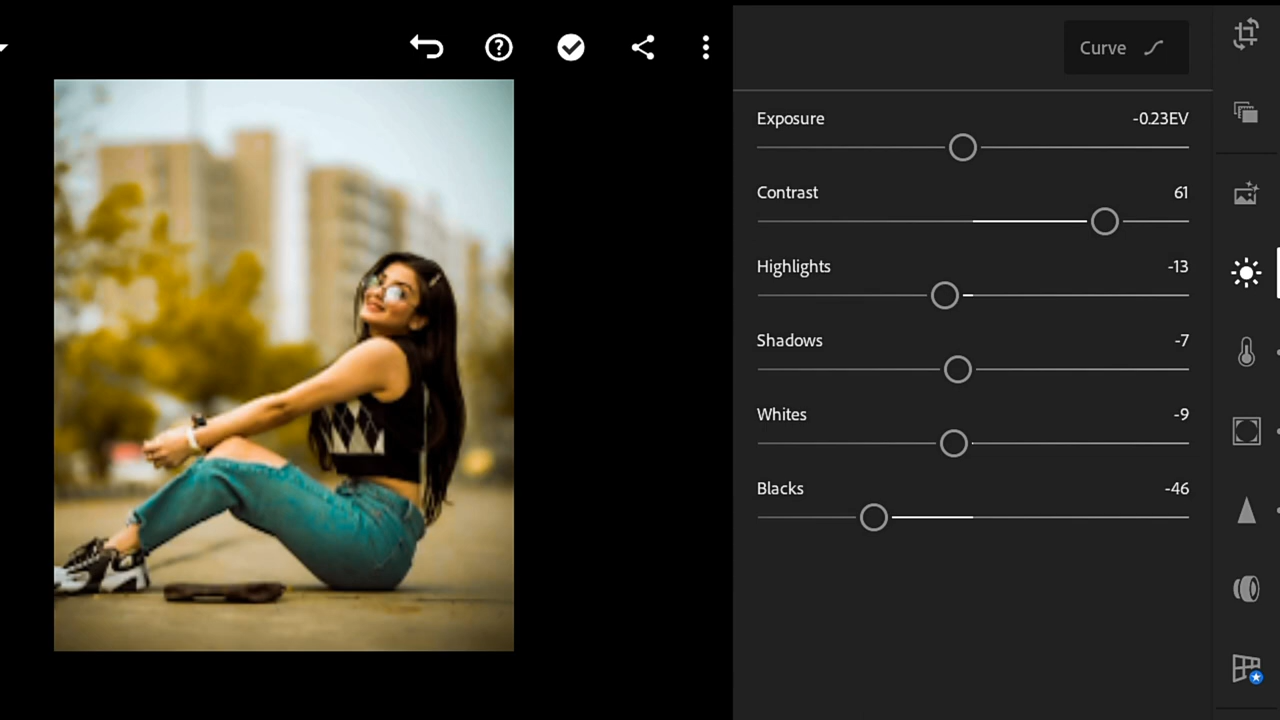 Curve
Exposure -0.23EV
Contrast 61
Highlights -13
Shadows -7
Whites -9
Blacks -46